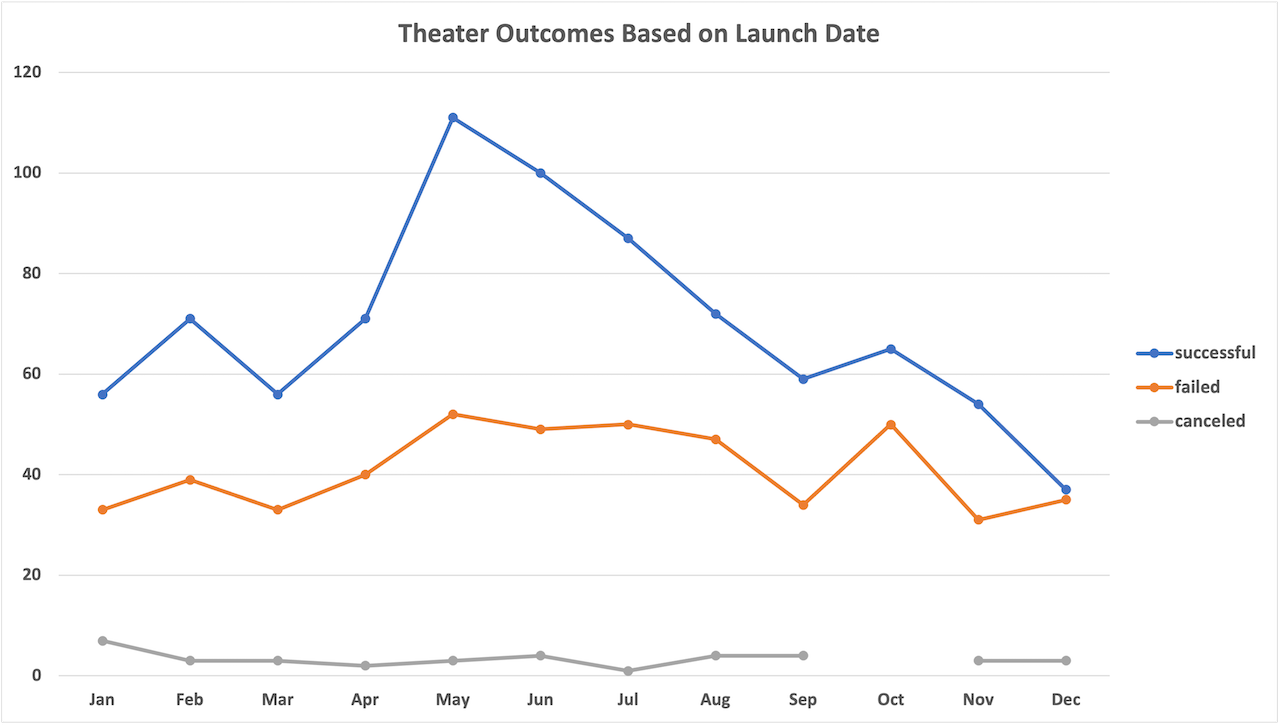 Theater Outcomes Based on Launch Date
120
100
80
60
40
20
0
Jan Feb Mar Apr May Jun Jul Aug Sep Oct Nov Dec
successful
failed
canceled